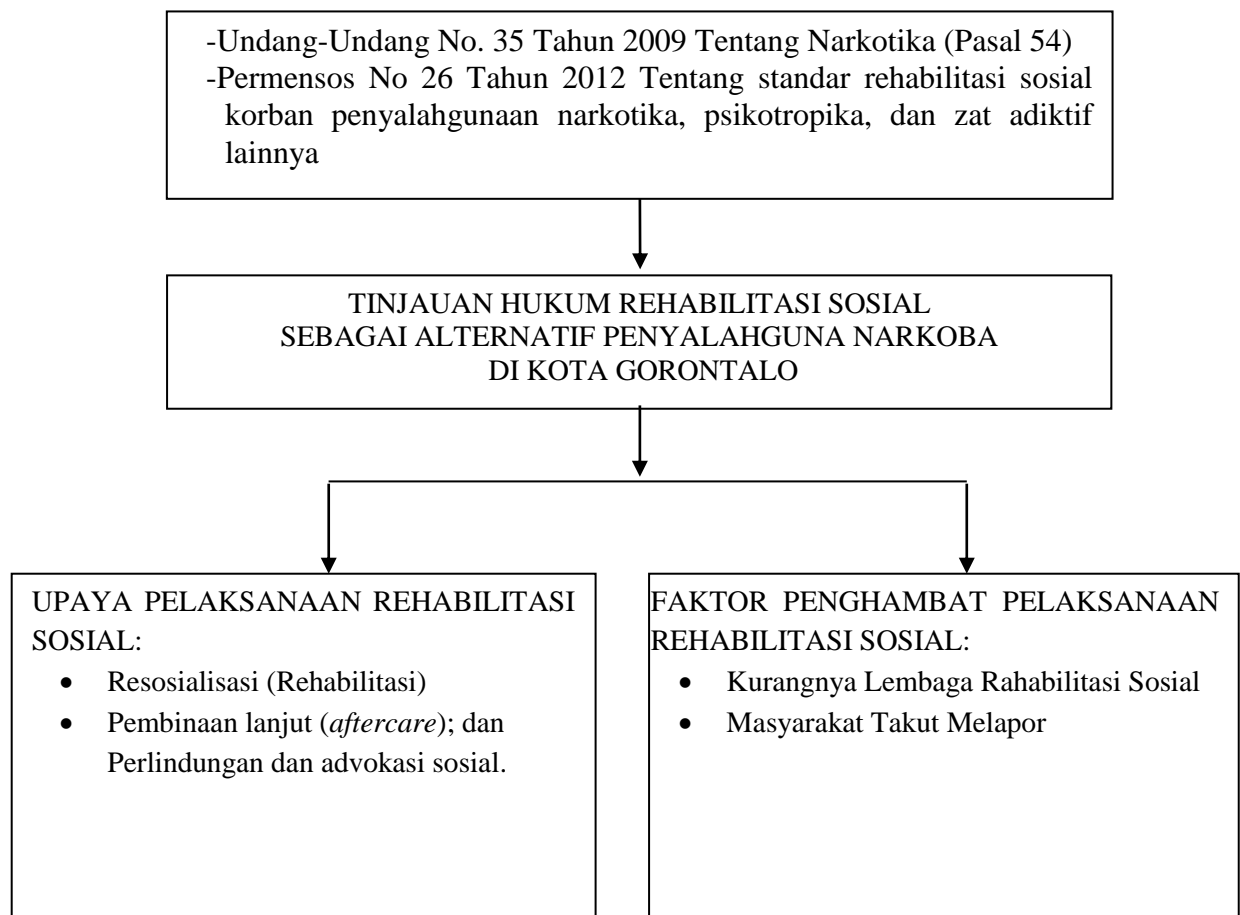 -Undang-Undang No. 35 Tahun 2009 Tentang Narkotika (Pasal 54)
-Permensos No 26 Tahun 2012 Tentang standar rehabilitasi sosial
korban penyalahgunaan narkotika, psikotropika, dan zat adiktif
lainnya
TINJAUAN HUKUM REHABILITASI SOSIAL
SEBAGAI ALTERNATIF PENYALAHGUNA NARKOBA
DI KOTA GORONTALO
UPAYA PELAKSANAAN REHABILITASI
SOSIAL:
• Resosialisasi (Rehabilitasi)
• Pembinaan lanjut (aftercare); dan
Perlindungan dan advokasi sosial.
FAKTOR PENGHAMBAT PELAKSANAAN
REHABILITASI SOSIAL:
• Kurangnya Lembaga Rahabilitasi Sosial
• Masyarakat Takut Melapor